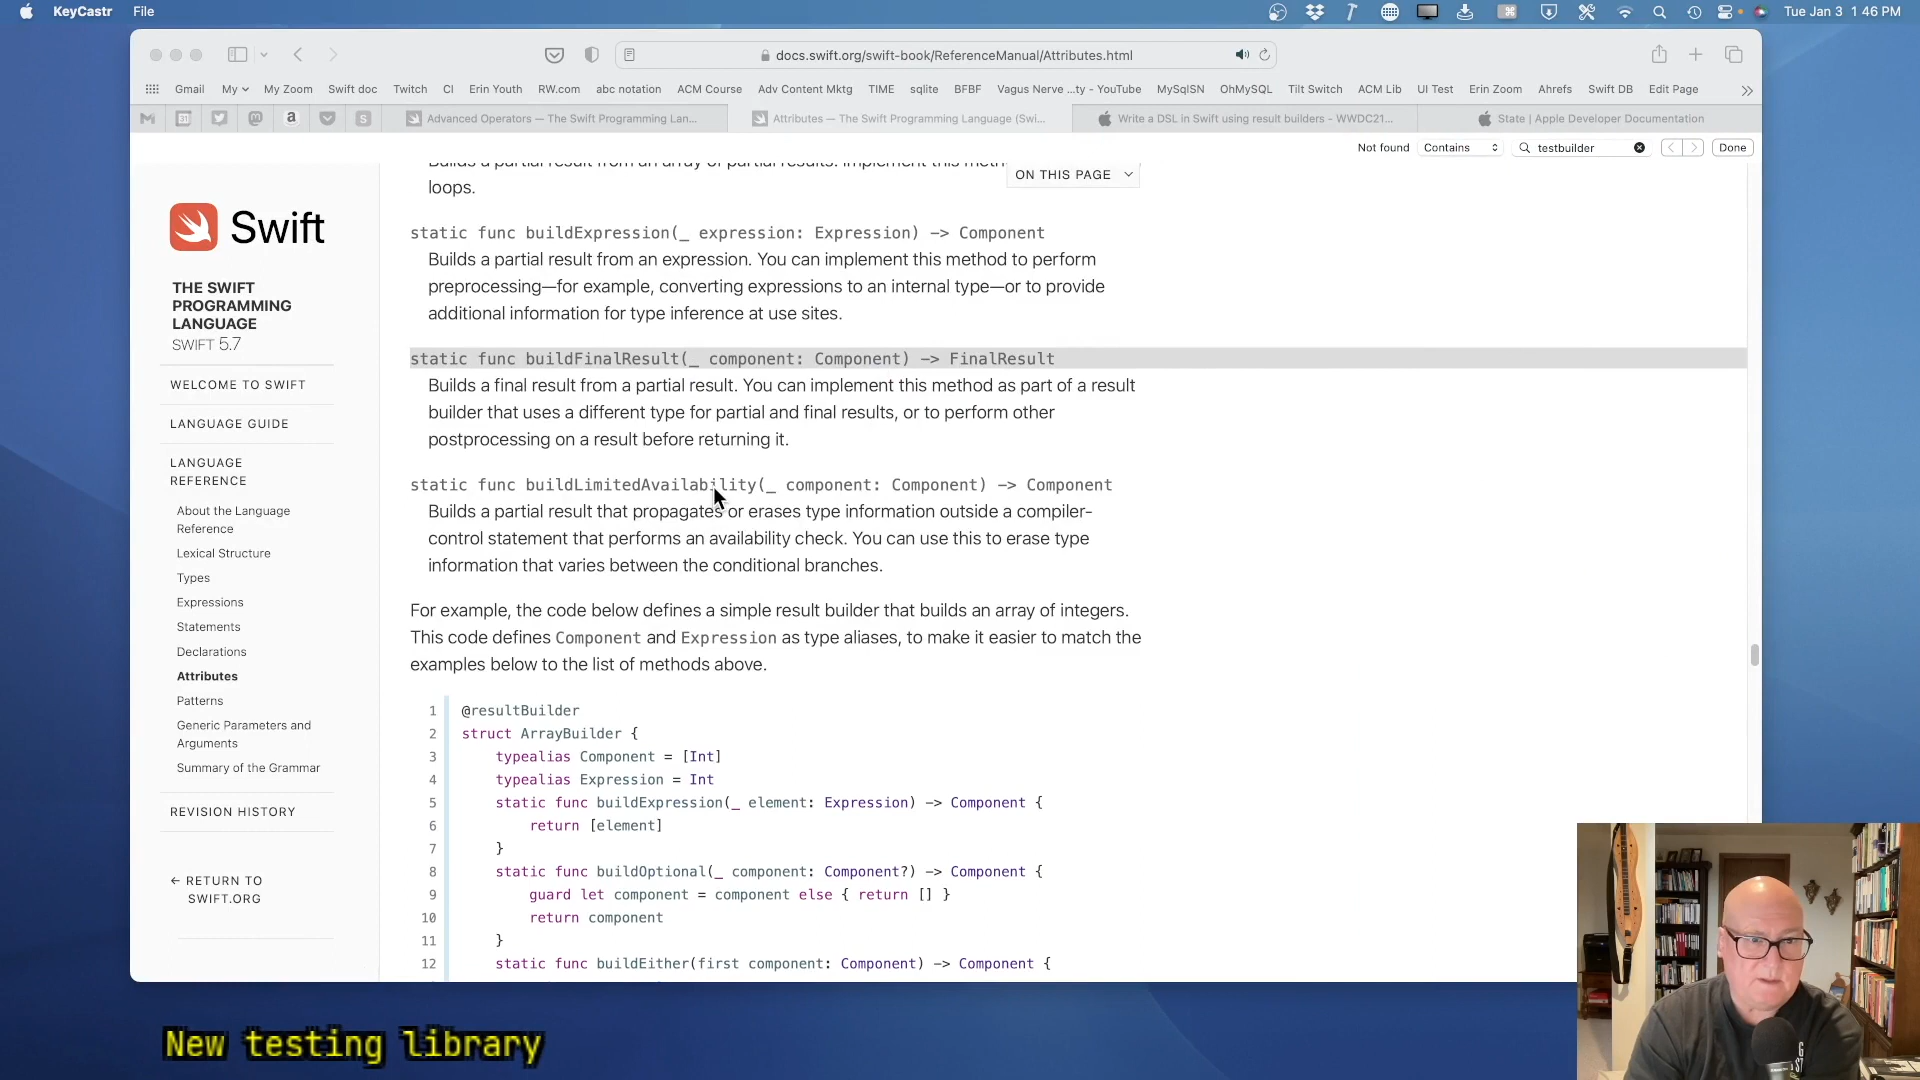 KeyCastr File
Tue Jan 3 1:46 PM
docs.swift.org/swift-book/ReferenceManual/Attributes.html
Gmail My My Zoom Swift doc Twitch CI Erin Youth RW.com abc notation ACM Course Adv Content Mktg TIME sqlite BFBF Vagus Nerve ...ty - YouTube MySqlSN OhMySQL Tilt Switch ACM Lib UI Test Erin Zoom Ahrefs Swift DB Edit Page
Advanced Operators — The Swift Programming Lan...
Attributes — The Swift Programming Language (Swi...
Write a DSL in Swift using result builders - WWDC21...
State | Apple Developer Documentation
Not found Contains testbuilder Done
ON THIS PAGE
Swift
THE SWIFT
PROGRAMMING
LANGUAGE
SWIFT 5.7
WELCOME TO SWIFT
LANGUAGE GUIDE
LANGUAGE
REFERENCE
About the Language
Reference
Lexical Structure
Types
Expressions
Statements
Declarations
Attributes
Patterns
Generic Parameters and
Arguments
Summary of the Grammar
REVISION HISTORY
← RETURN TO
SWIFT.ORG
Builds a partial result from an array of partial results. Implement this meth
loops.
static func buildExpression(_ expression: Expression) -> Component
Builds a partial result from an expression. You can implement this method to perform
preprocessing—for example, converting expressions to an internal type—or to provide
additional information for type inference at use sites.
static func buildFinalResult(_ component: Component) -> FinalResult
Builds a final result from a partial result. You can implement this method as part of a result
builder that uses a different type for partial and final results, or to perform other
postprocessing on a result before returning it.
static func buildLimitedAvailability(_ component: Component) -> Component
Builds a partial result that propagates or erases type information outside a compiler-
control statement that performs an availability check. You can use this to erase type
information that varies between the conditional branches.
For example, the code below defines a simple result builder that builds an array of integers.
This code defines Component and Expression as type aliases, to make it easier to match the
examples below to the list of methods above.
1 @resultBuilder
2 struct ArrayBuilder {
3 typealias Component = [Int]
4 typealias Expression = Int
5 static func buildExpression(_ element: Expression) -> Component {
6 return [element]
7 }
8 static func buildOptional(_ component: Component?) -> Component {
9 guard let component = component else { return [] }
10 return component
11 }
12 static func buildEither(first component: Component) -> Component {
New testing library